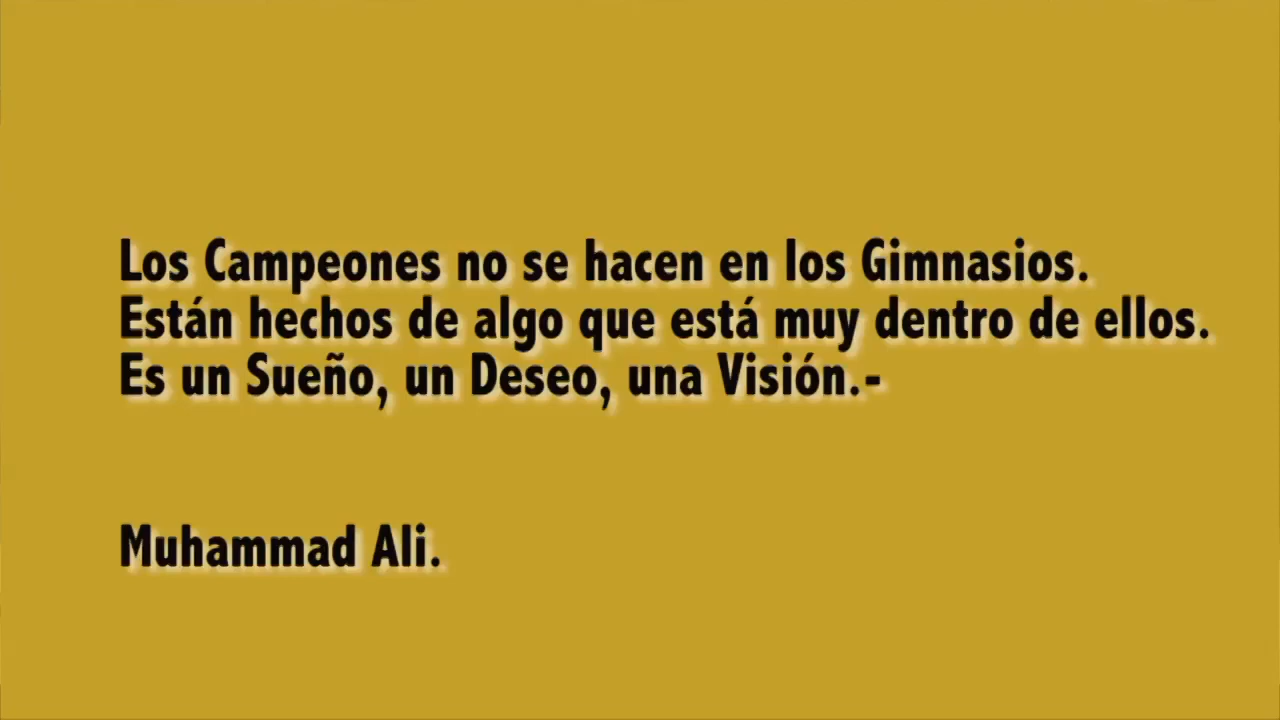 Los Campeones no se hacen en los Gimnasios.
Están hechos de algo que está muy dentro de ellos.
Es un Sueño, un Deseo, una Visión.-
Muhammad Ali.